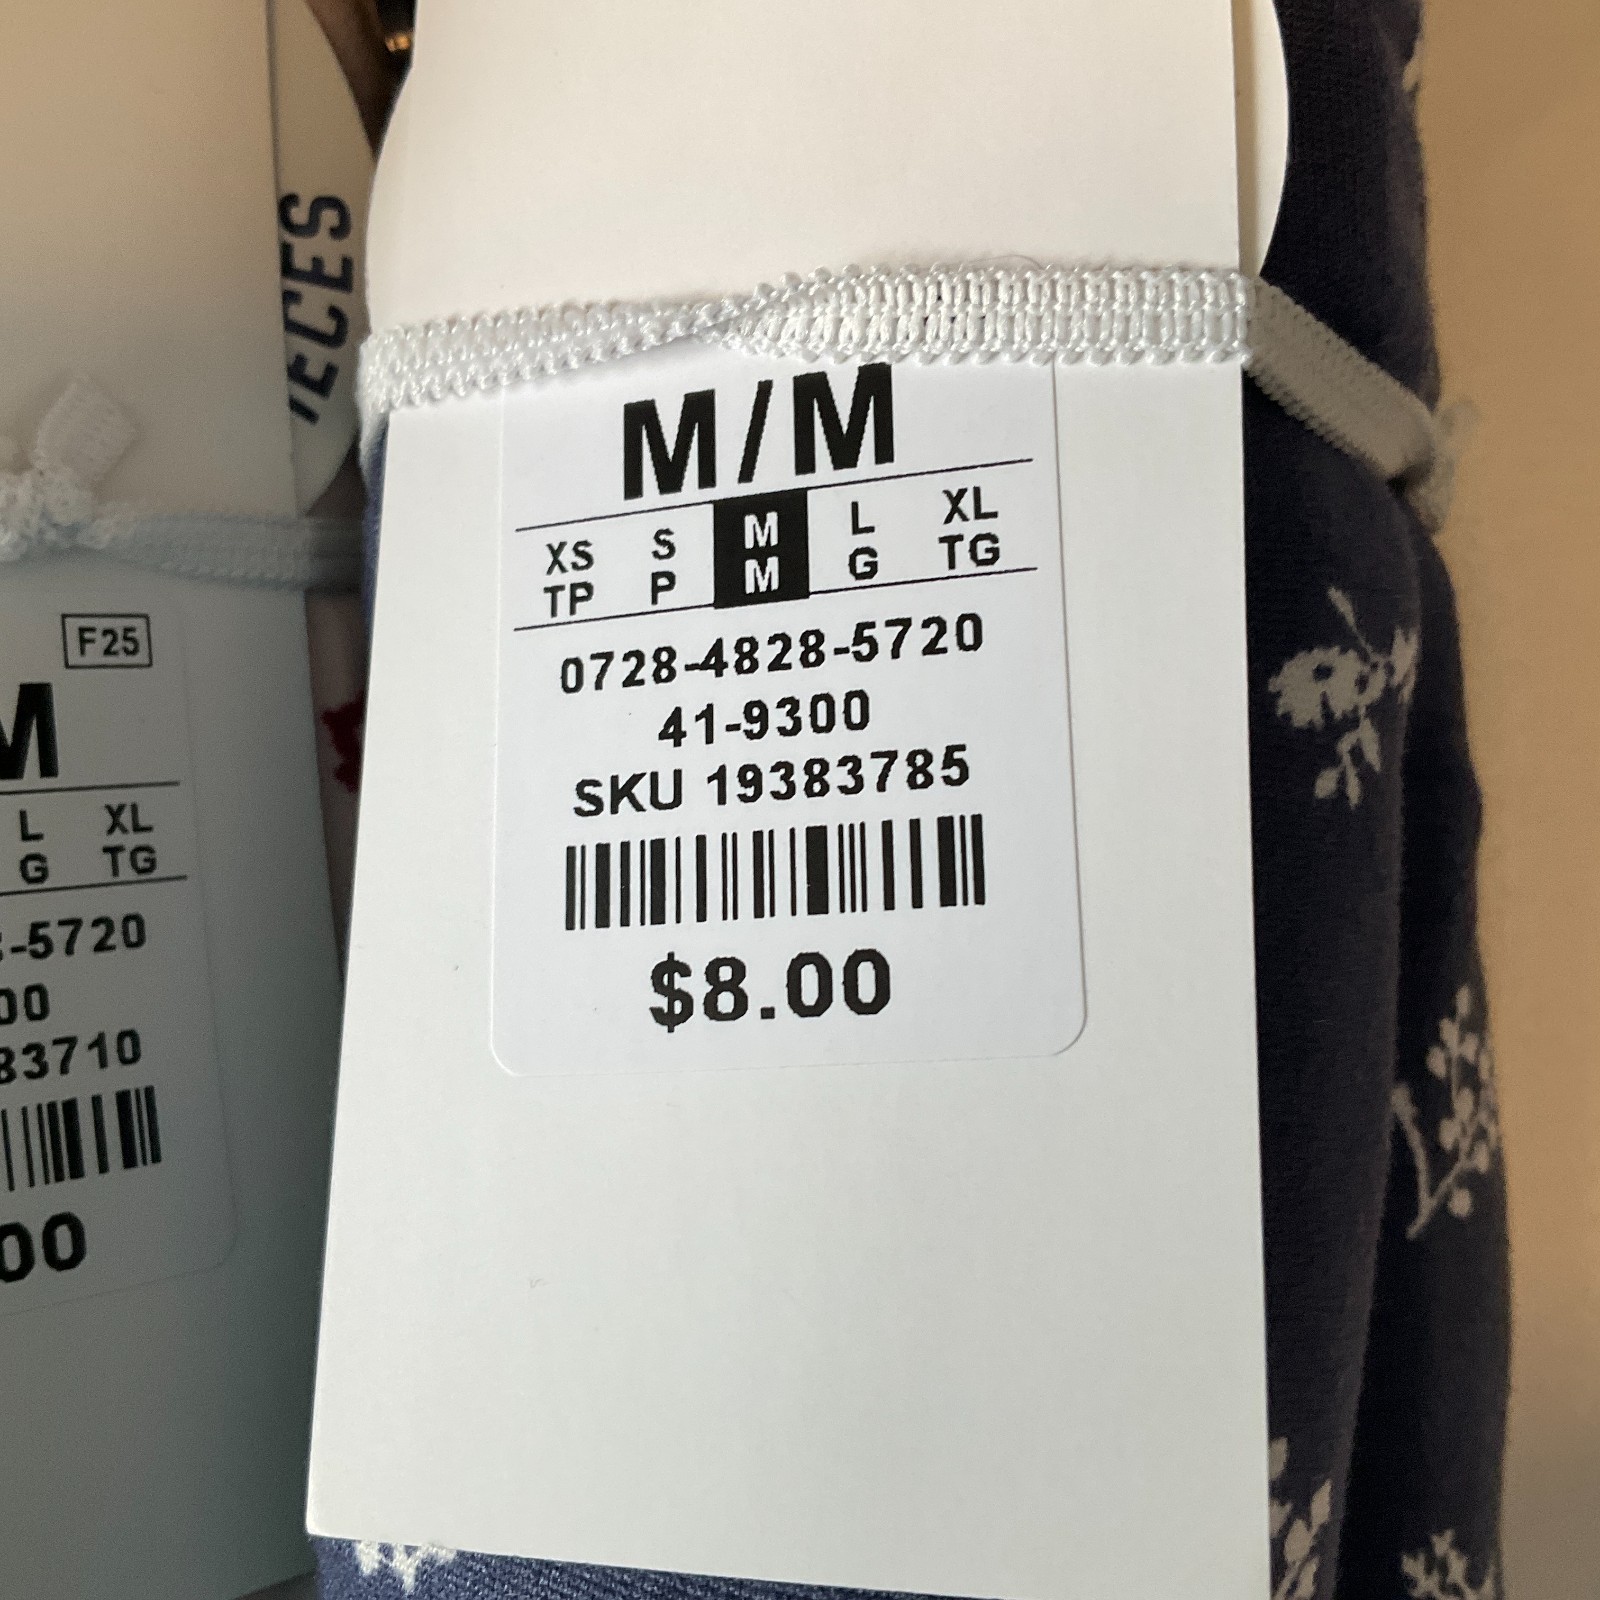 IECES
F25
M
L XL
G TG
-5720
00
83710
00
M/M
XS S M L XL
TP P M G TG
0728-4828-5720
41-9300
SKU 19383785
$8.00